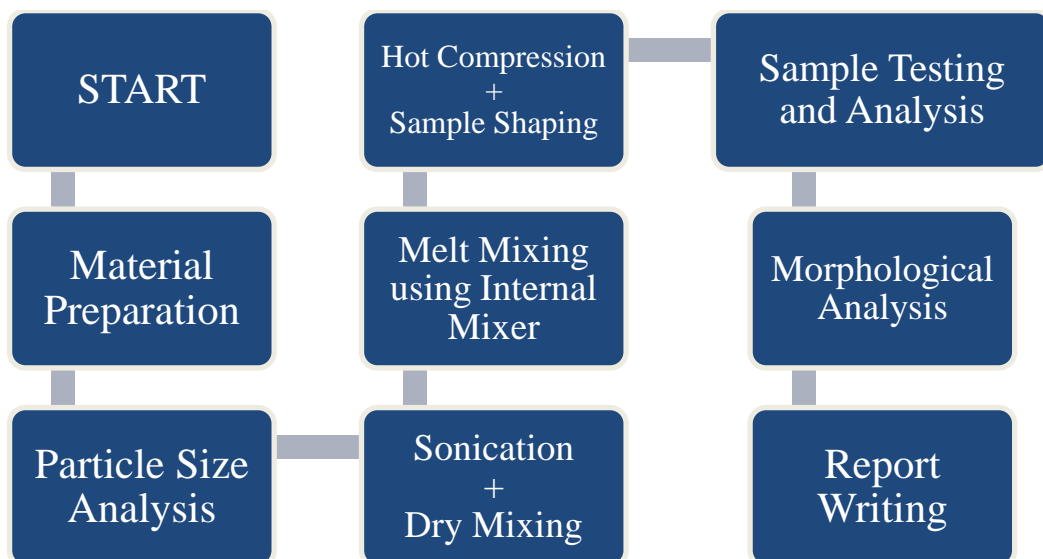 START
Material
Preparation
Particle Size
Analysis
Sonication
+
Dry Mixing
Melt Mixing
using Internal
Mixer
Hot Compression
+
Sample Shaping
Sample Testing
and Analysis
Morphological
Analysis
Report
Writing